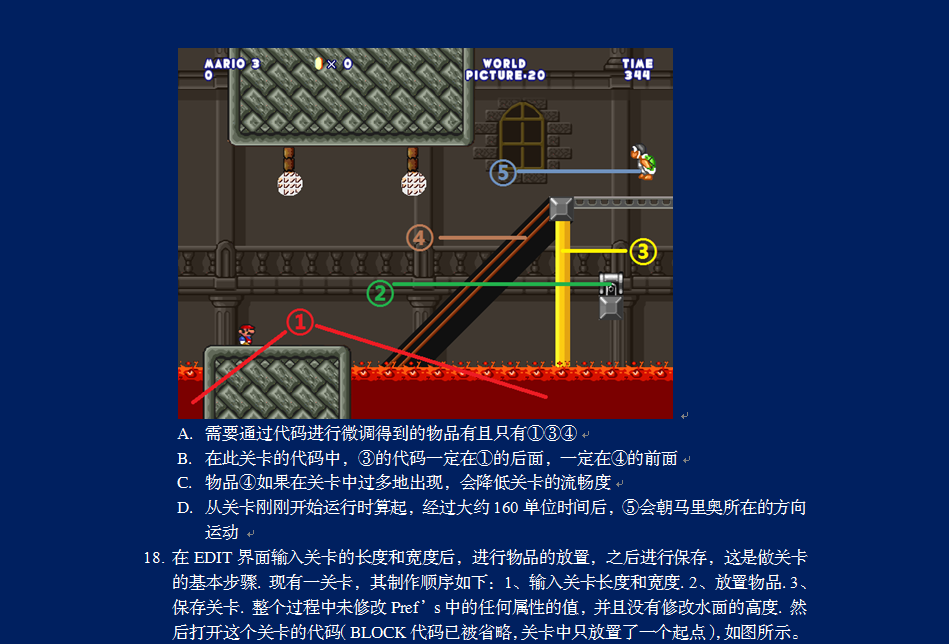 MARIO 3 × 0 WORLD TIME
0 PICTURE·20 344
⑤
④
③
②
①
A. 需要通过代码进行微调得到的物品有且只有①③④
B. 在此关卡的代码中，③的代码一定在①的后面，一定在④的前面
C. 物品④如果在关卡中过多地出现，会降低关卡的流畅度
D. 从关卡刚刚开始运行时算起，经过大约 160 单位时间后，⑤会朝马里奥所在的方向
运动
18. 在 EDIT 界面输入关卡的长度和宽度后，进行物品的放置，之后进行保存，这是做关卡
的基本步骤. 现有一关卡，其制作顺序如下：1、输入关卡长度和宽度. 2、放置物品. 3、
保存关卡. 整个过程中未修改 Pref’s 中的任何属性的值，并且没有修改水面的高度. 然
后打开这个关卡的代码( BLOCK 代码已被省略, 关卡中只放置了一个起点 ), 如图所示。